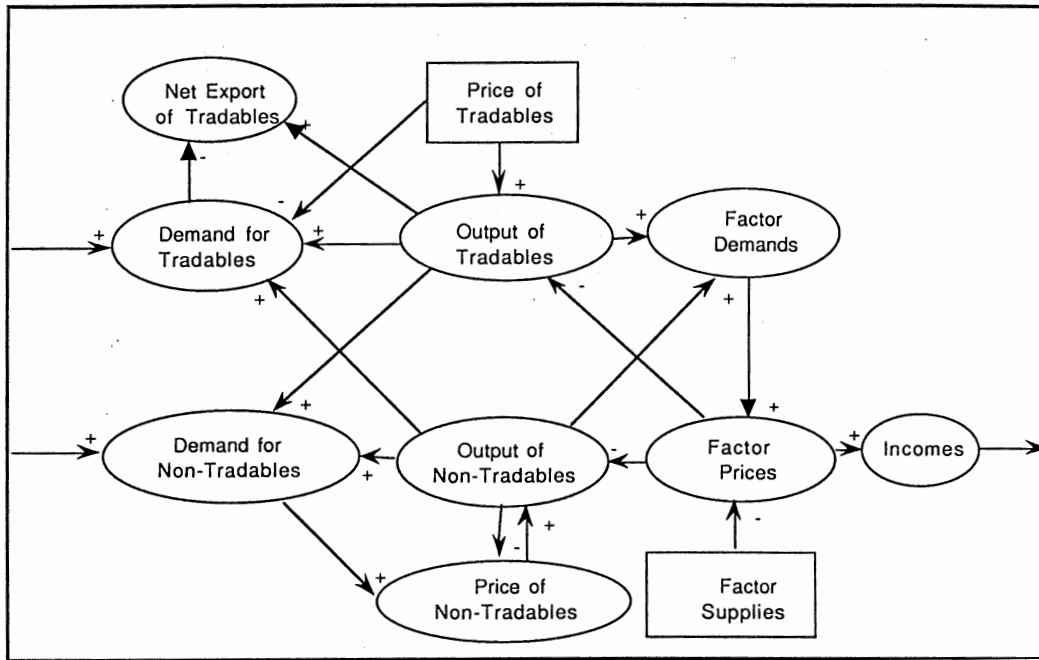 Net Export
of Tradables
+
-
Price of
Tradables
+
-
+
Demand for
Tradables
+
+
Output of
Tradables
+
Factor
Demands
-
+
+
+
Demand for
Non-Tradables
+
+
Output of
Non-Tradables
-
+
Factor
Prices
+
Incomes
-
+
-
+
Price of
Non-Tradables
Factor
Supplies